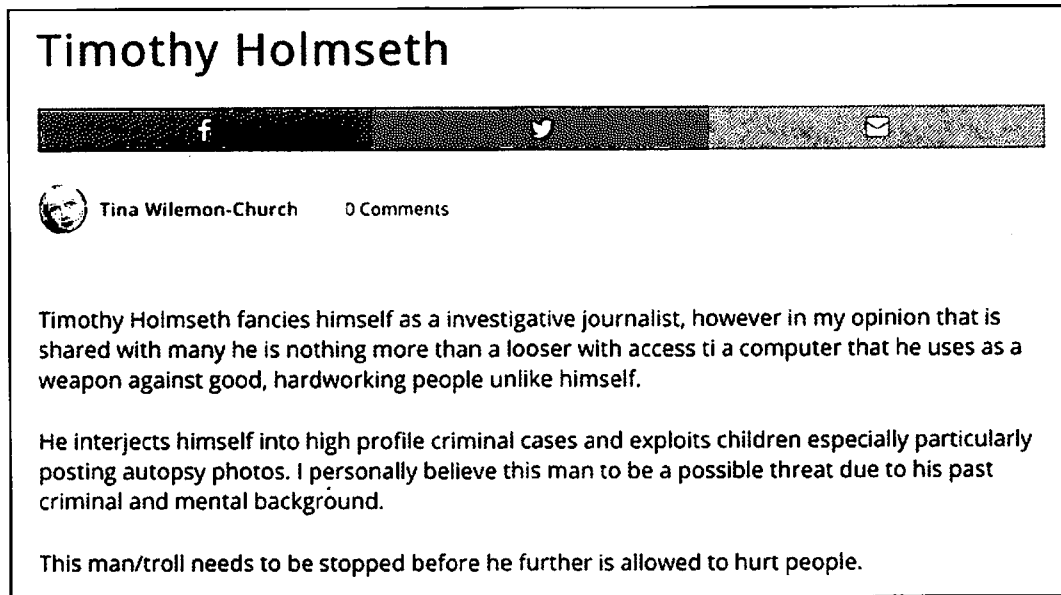 Timothy Holmseth
Tina Wilemon-Church 0 Comments
Timothy Holmseth fancies himself as a investigative journalist, however in my opinion that is
shared with many he is nothing more than a looser with access ti a computer that he uses as a
weapon against good, hardworking people unlike himself.
He interjects himself into high profile criminal cases and exploits children especially particularly
posting autopsy photos. I personally believe this man to be a possible threat due to his past
criminal and mental background.
This man/troll needs to be stopped before he further is allowed to hurt people.